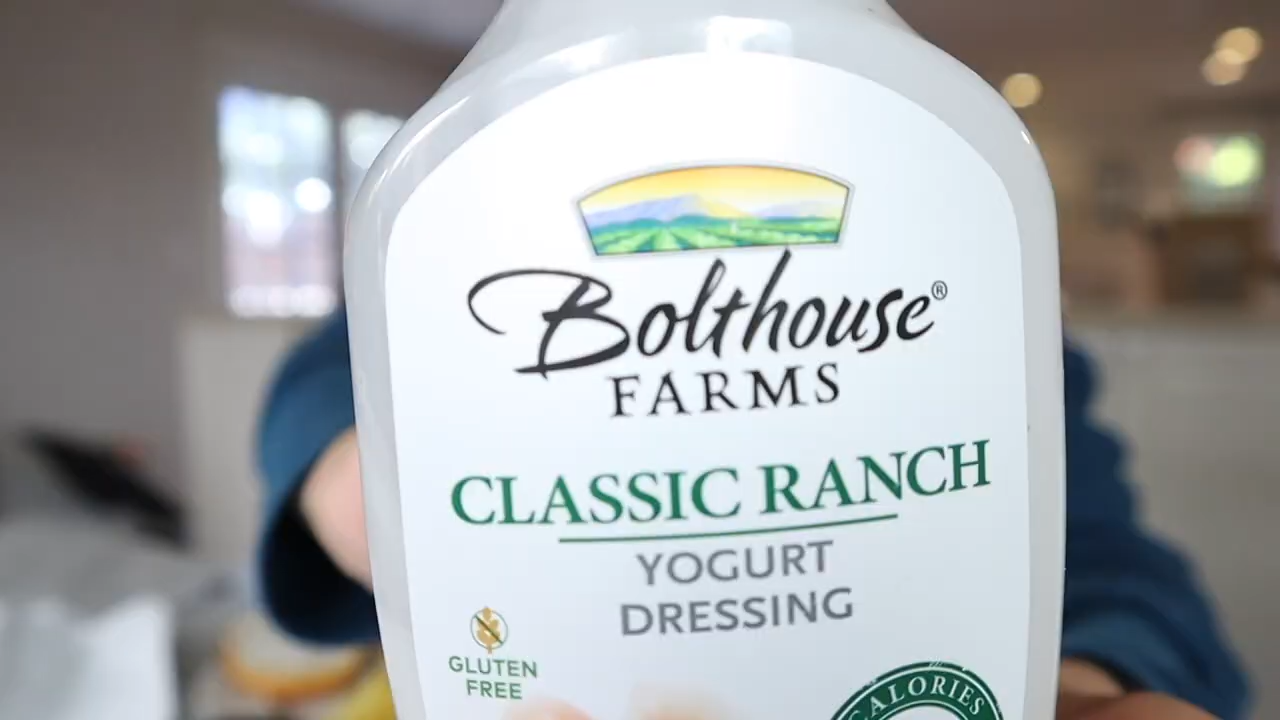 Bolthouse®
FARMS
CLASSIC RANCH
YOGURT
DRESSING
GLUTEN
FREE
CALORIES